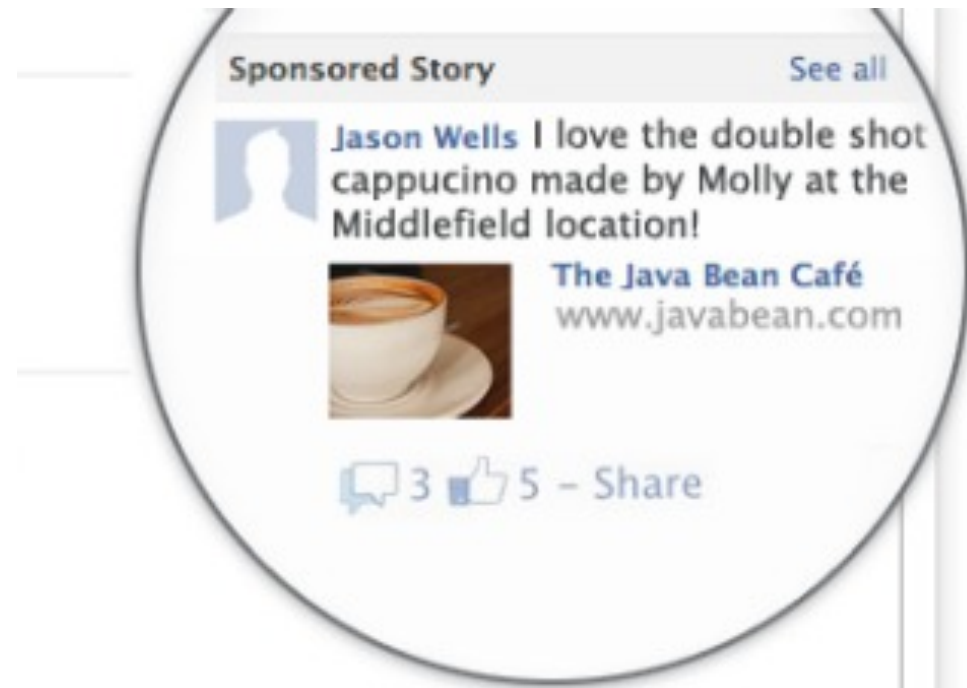 Sponsored Story See all
Jason Wells I love the double shot
cappucino made by Molly at the
Middlefield location!
The Java Bean Café
www.javabean.com
3 5 – Share